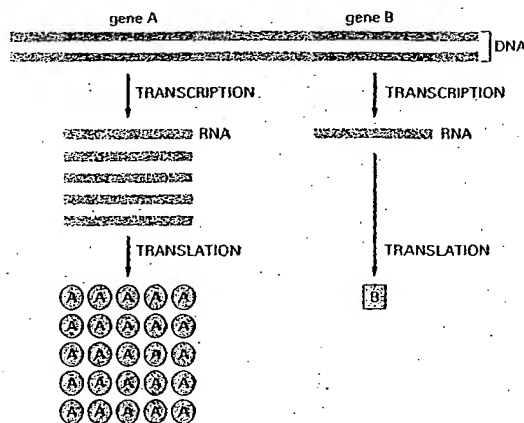 gene A gene B
DNA
TRANSCRIPTION TRANSCRIPTION
RNA RNA
TRANSLATION TRANSLATION
A A A A A B
A A A A A
A A A A A
A A A A A
A A A A A